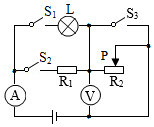 S₁ L S₃
S₂ P
R₁ R₂
A V